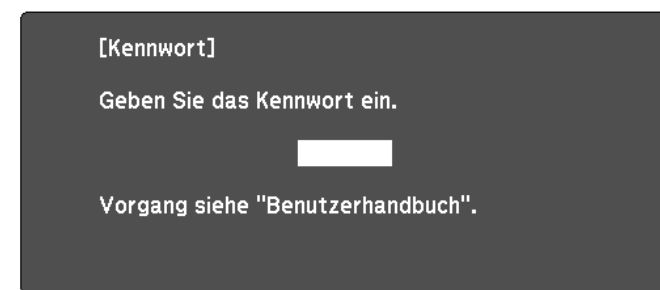 [Kennwort]
Geben Sie das Kennwort ein.
Vorgang siehe "Benutzerhandbuch".